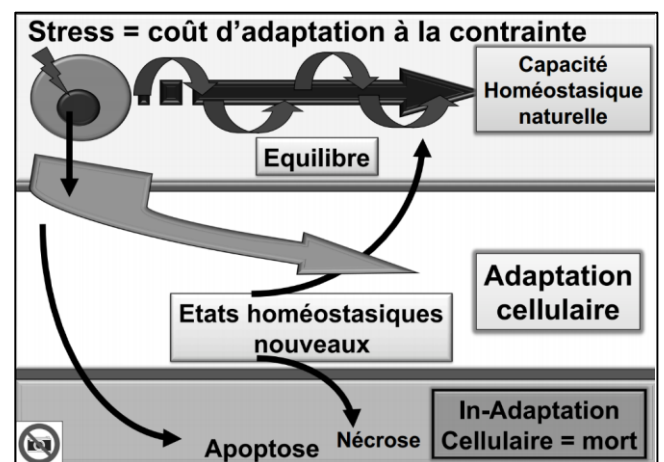 Stress = coût d'adaptation à la contrainte
Capacité
Homéostasique
naturelle
Equilibre
Adaptation
cellulaire
Etats homéostasiques
nouveaux
In-Adaptation
Cellulaire = mort
Apoptose
Nécrose